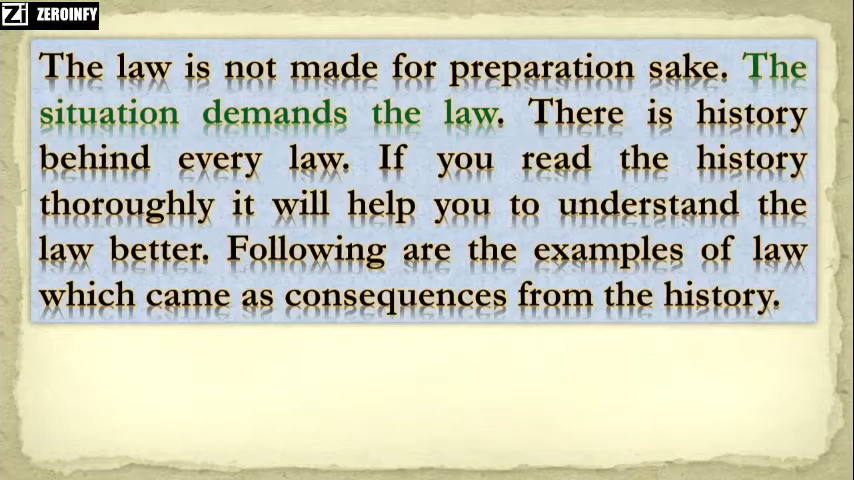 Zi ZEROINFY
The law is not made for preparation sake. The
situation demands the law. There is history
behind every law. If you read the history
thoroughly it will help you to understand the
law better. Following are the examples of law
which came as consequences from the history.